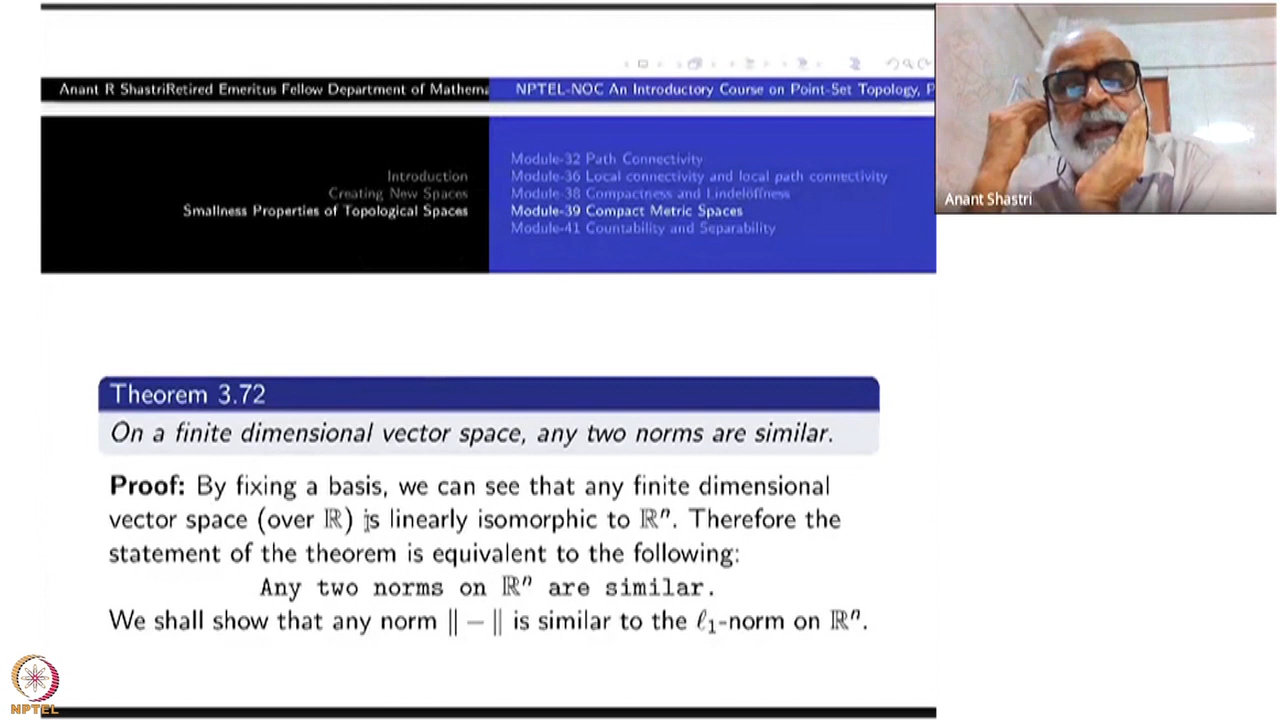 Anant R ShastriRetired Emeritus Fellow Department of Mathema
NPTEL-NOC An Introductory Course on Point-Set Topology, P
Introduction
Creating New Spaces
Smallness Properties of Topological Spaces
Module-32 Path Connectivity
Module-36 Local connectivity and local path connectivity
Module-38 Compactness and Lindelöffness
Module-39 Compact Metric Spaces
Module-41 Countability and Separability
Anant Shastri
Theorem 3.72
On a finite dimensional vector space, any two norms are similar.
Proof: By fixing a basis, we can see that any finite dimensional
vector space (over ℝ) is linearly isomorphic to ℝⁿ. Therefore the
statement of the theorem is equivalent to the following:
Any two norms on ℝⁿ are similar.
We shall show that any norm ‖ − ‖ is similar to the ℓ₁-norm on ℝⁿ.
NPTEL